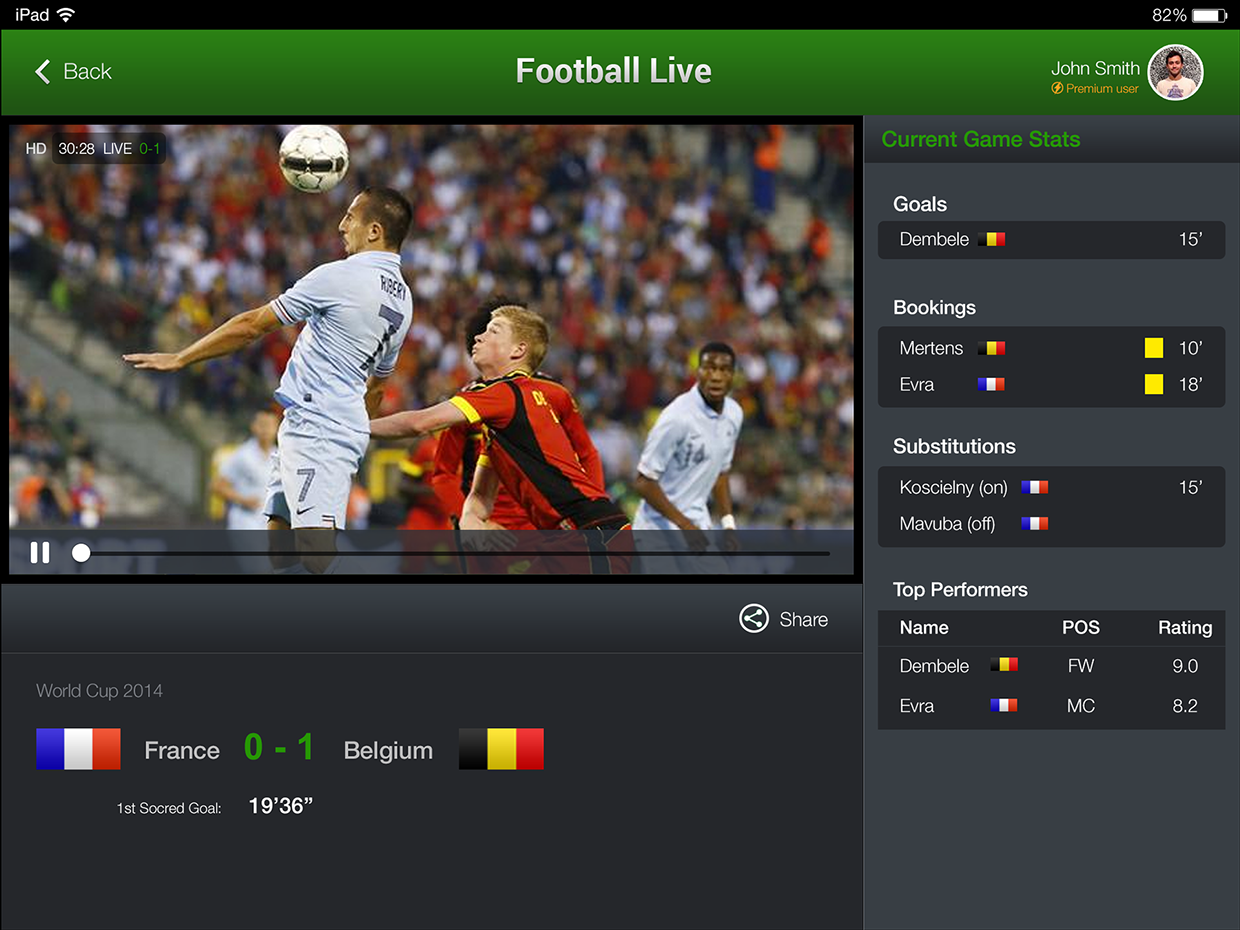 iPad 82%
Back
Football Live
John Smith
Premium user
HD 30:28 LIVE 0-1
RIBERY
7
7
Current Game Stats
Goals
Dembele 15’
Bookings
Mertens 10’
Evra 18’
Substitutions
Koscielny (on) 15’
Mavuba (off)
Top Performers
Name POS Rating
Dembele FW 9.0
Evra MC 8.2
Share
World Cup 2014
France 0 - 1 Belgium
1st Socred Goal: 19’36”